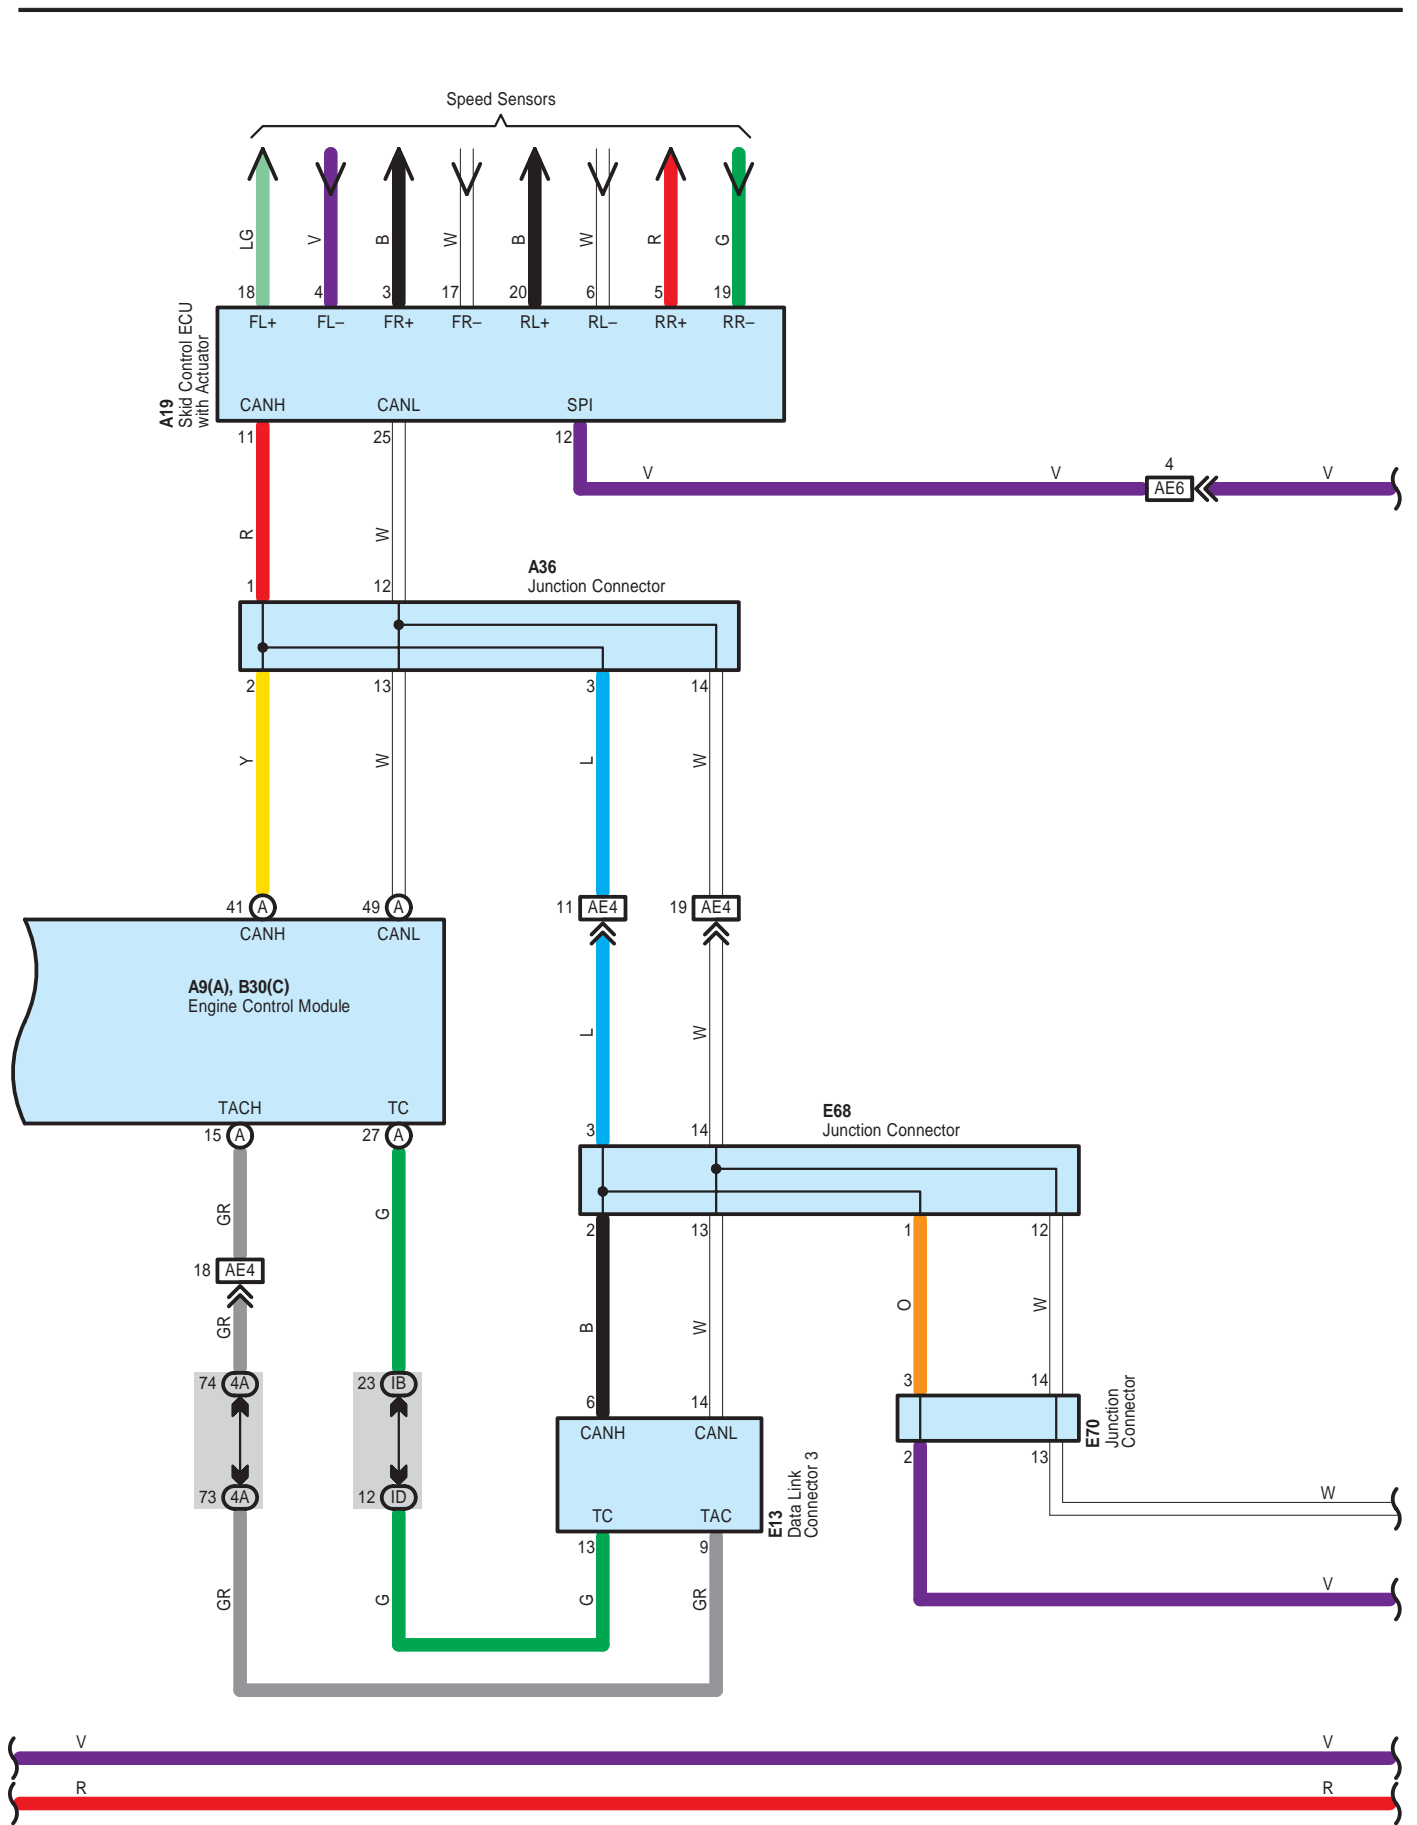 Speed Sensors
LG V B W B W R G
18 4 3 17 20 6 5 19
FL+ FL– FR+ FR– RL+ RL– RR+ RR–
A19
Skid Control ECU
with Actuator
CANH CANL SPI
11 25 12
V V 4 V
AE6
R W
A36
Junction Connector
1 12
2 13 3 14
Y W L W
41 A 49 A 11 AE4 19 AE4
CANH CANL
A9(A), B30(C)
Engine Control Module
L W
TACH TC
15 A 27 A
E68
Junction Connector
3 14
GR G
2 13 1 12
18 AE4
GR B W O W
74 4A 23 IB
3 14
E70
Junction
Connector
6 14
CANH CANL
2 13
73 4A 12 ID
E13
Data Link
Connector 3
TC TAC
W
13 9
GR G G GR
V
V V
R R